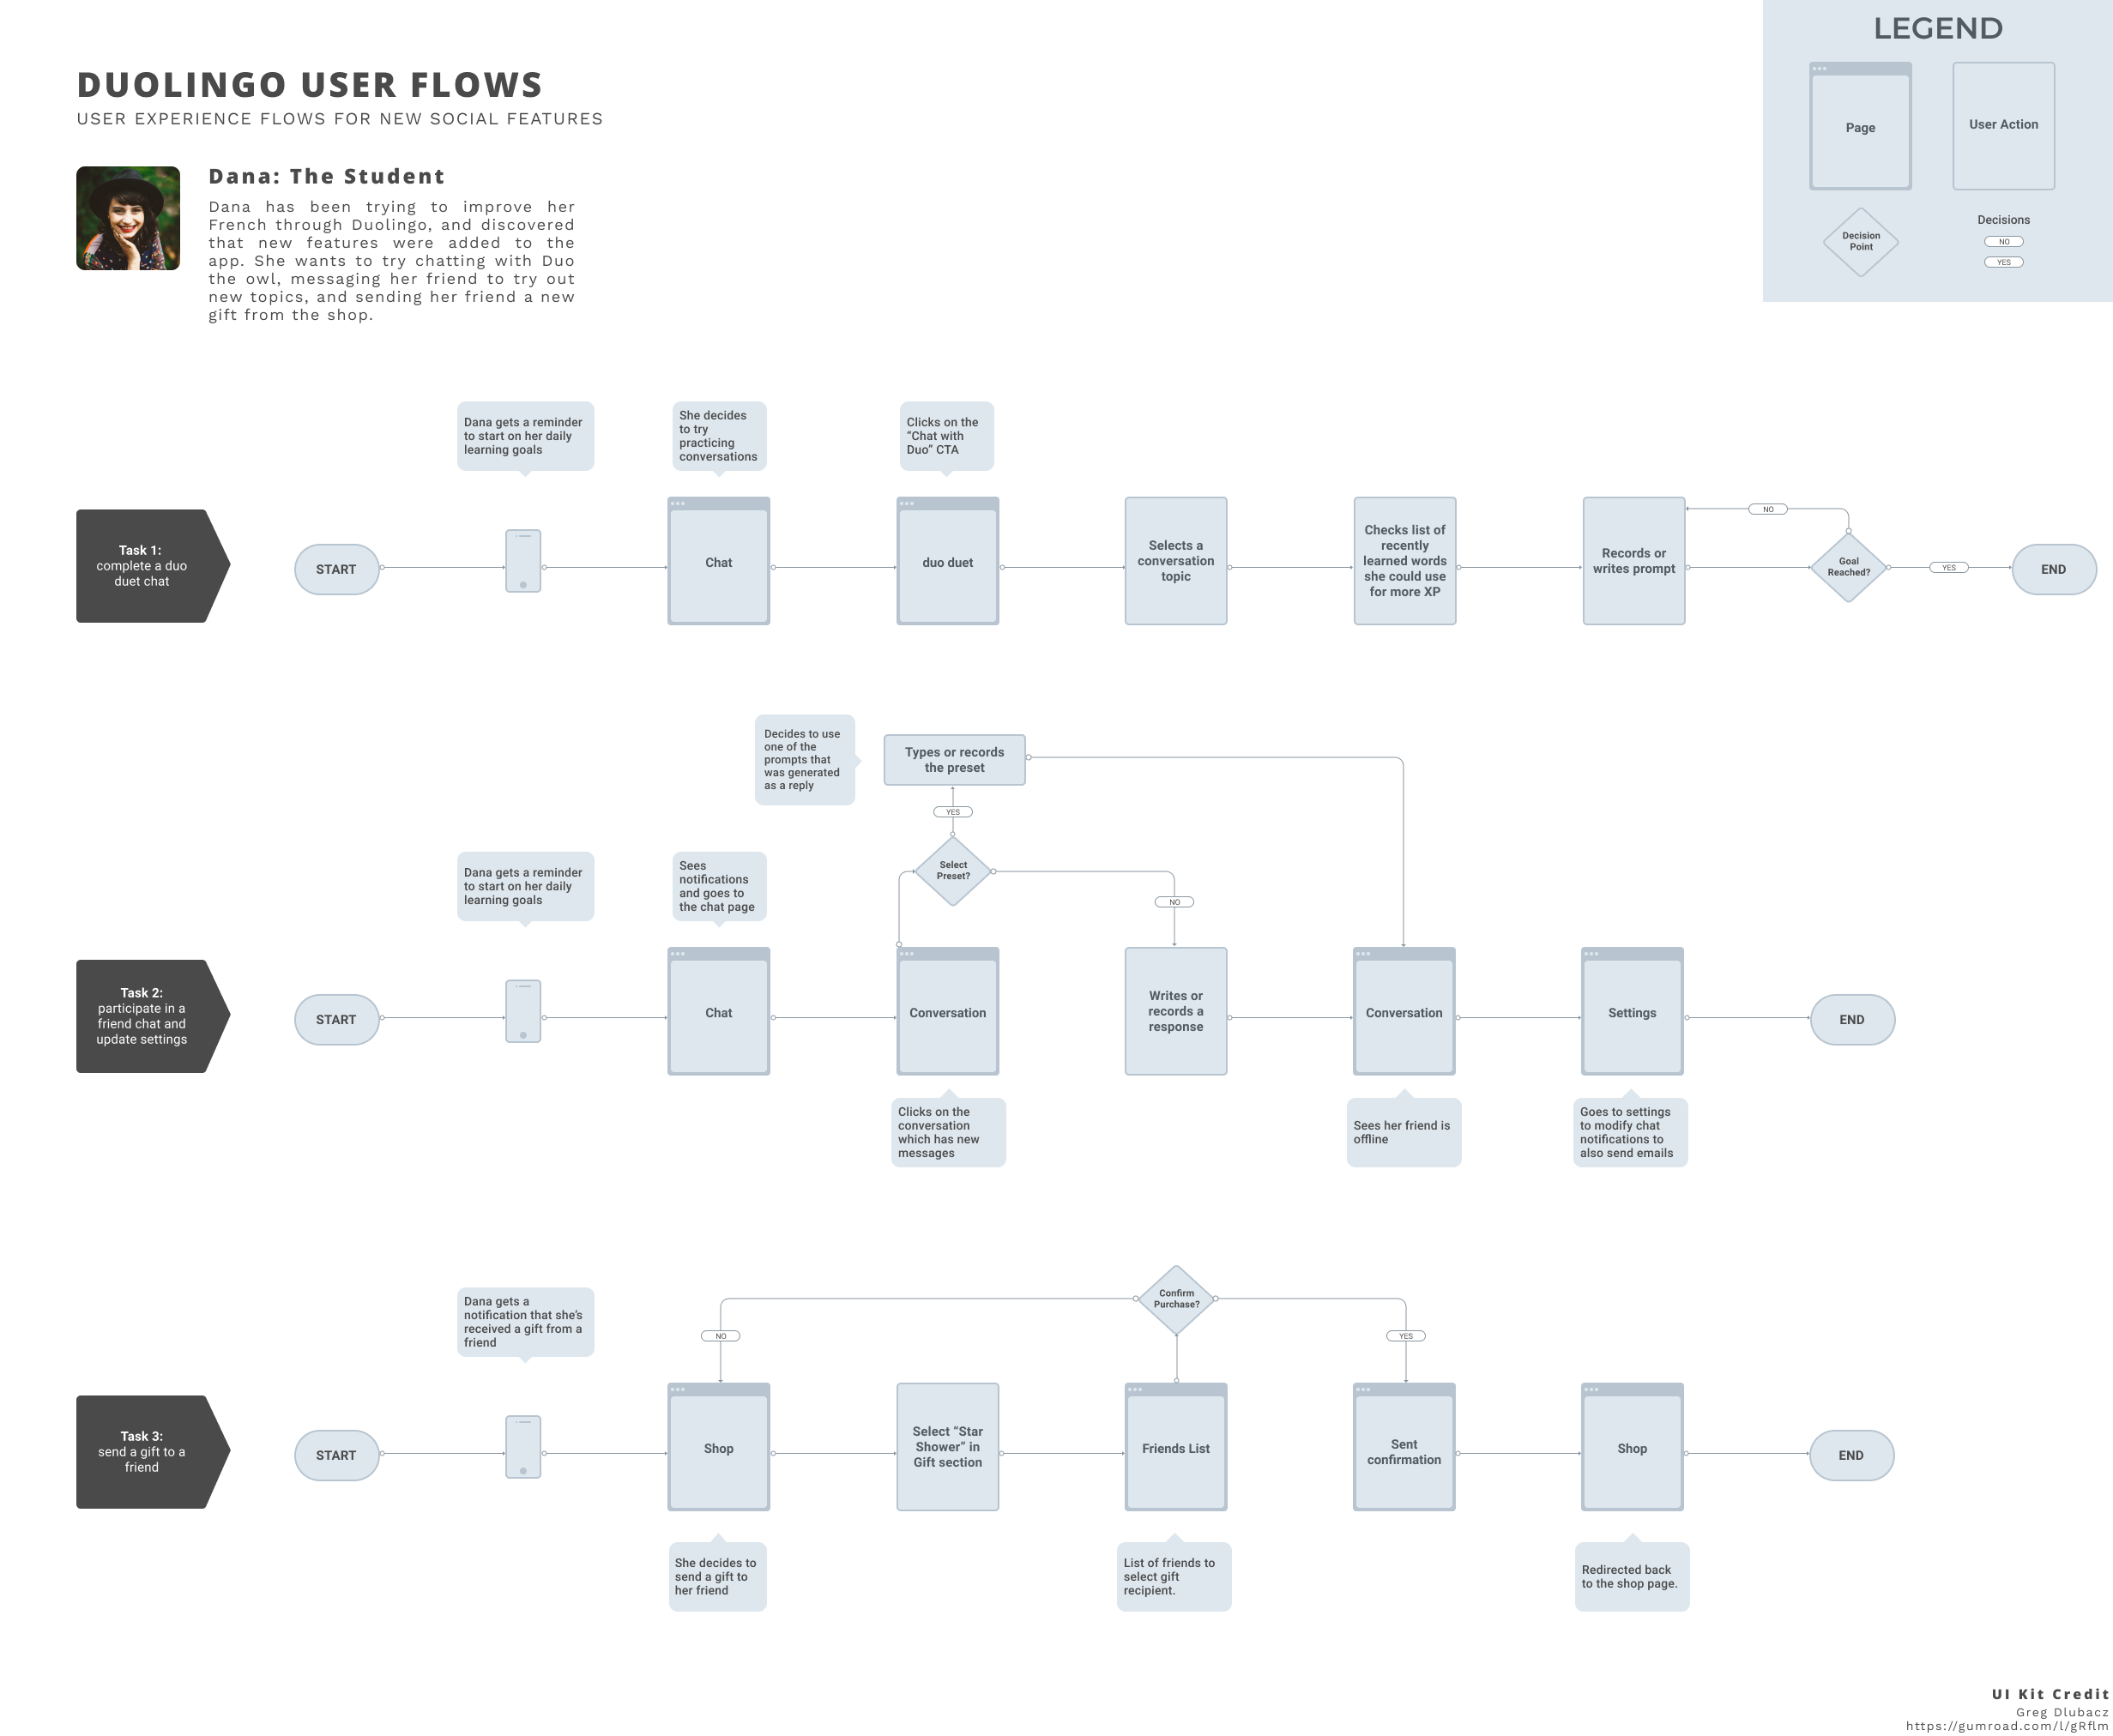 LEGEND
Page
User Action
Decision
Point
Decisions
NO
YES
DUOLINGO USER FLOWS
USER EXPERIENCE FLOWS FOR NEW SOCIAL FEATURES
Dana: The Student
Dana has been trying to improve her
French through Duolingo, and discovered
that new features were added to the
app. She wants to try chatting with Duo
the owl, messaging her friend to try out
new topics, and sending her friend a new
gift from the shop.
Dana gets a reminder
to start on her daily
learning goals
She decides
to try
practicing
conversations
Clicks on the
“Chat with
Duo” CTA
Task 1:
complete a duo
duet chat
START
Chat
duo duet
Selects a
conversation
topic
Checks list of
recently
learned words
she could use
for more XP
Records or
writes prompt
NO
Goal
Reached?
YES
END
Decides to use
one of the
prompts that
was generated
as a reply
Types or records
the preset
YES
Select
Preset?
NO
Dana gets a reminder
to start on her daily
learning goals
Sees
notifications
and goes to
the chat page
Task 2:
participate in a
friend chat and
update settings
START
Chat
Conversation
Writes or
records a
response
Conversation
Settings
END
Clicks on the
conversation
which has new
messages
Sees her friend is
offline
Goes to settings
to modify chat
notifications to
also send emails
Confirm
Purchase?
NO
YES
Dana gets a
notification that she’s
received a gift from a
friend
Task 3:
send a gift to a
friend
START
Shop
Select “Star
Shower” in
Gift section
Friends List
Sent
confirmation
Shop
END
She decides to
send a gift to
her friend
List of friends to
select gift
recipient.
Redirected back
to the shop page.
UI Kit Credit
Greg Dlubacz
https://gumroad.com/l/gRflm